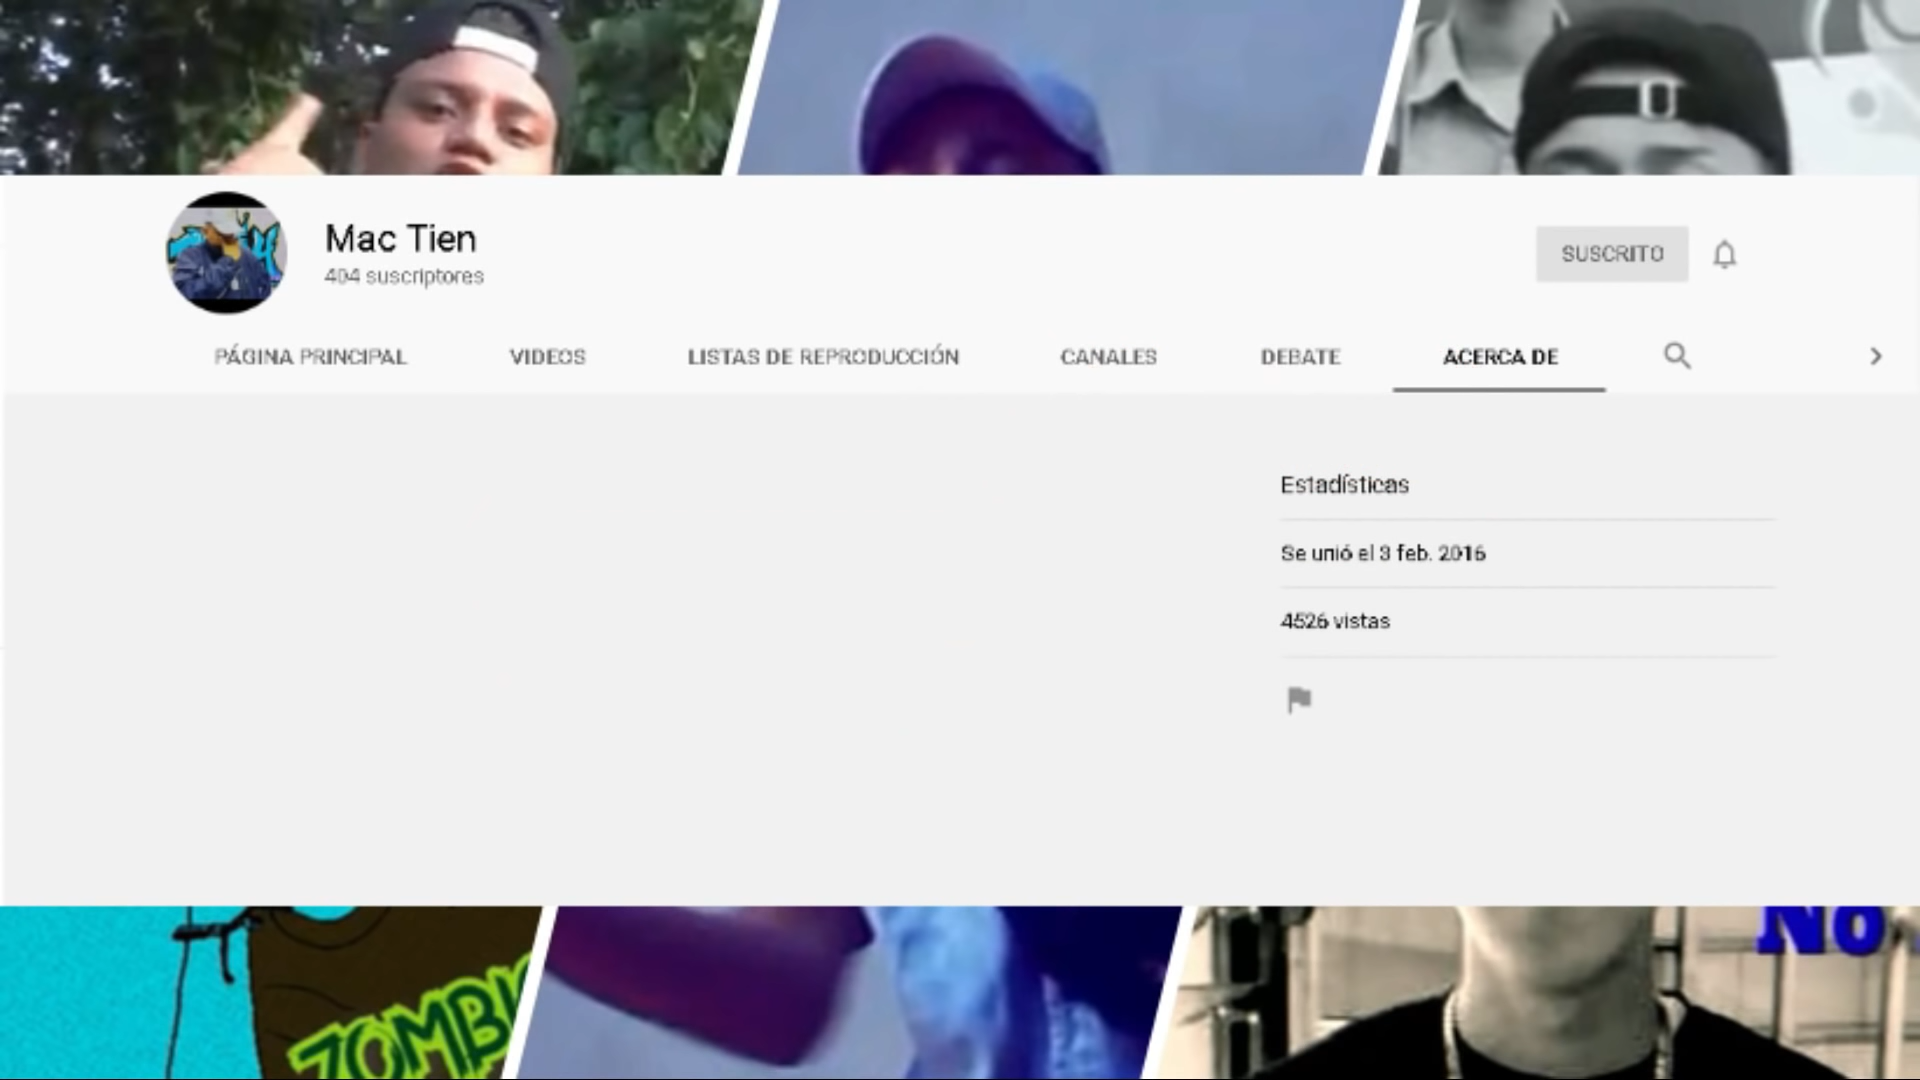 Mac Tien
404 suscriptores
SUSCRITO
PÁGINA PRINCIPAL VIDEOS LISTAS DE REPRODUCCIÓN CANALES DEBATE ACERCA DE
Estadísticas
Se unió el 3 feb. 2016
4526 vistas
No